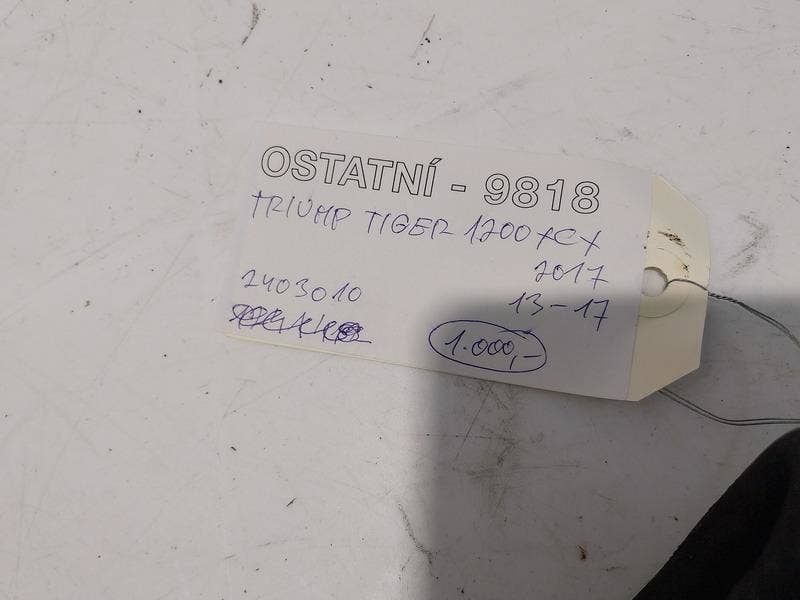 OSTATNÍ - 9818
TRIUMP TIGER 1200 XCX
2017
2403010 13-17
1.000,-